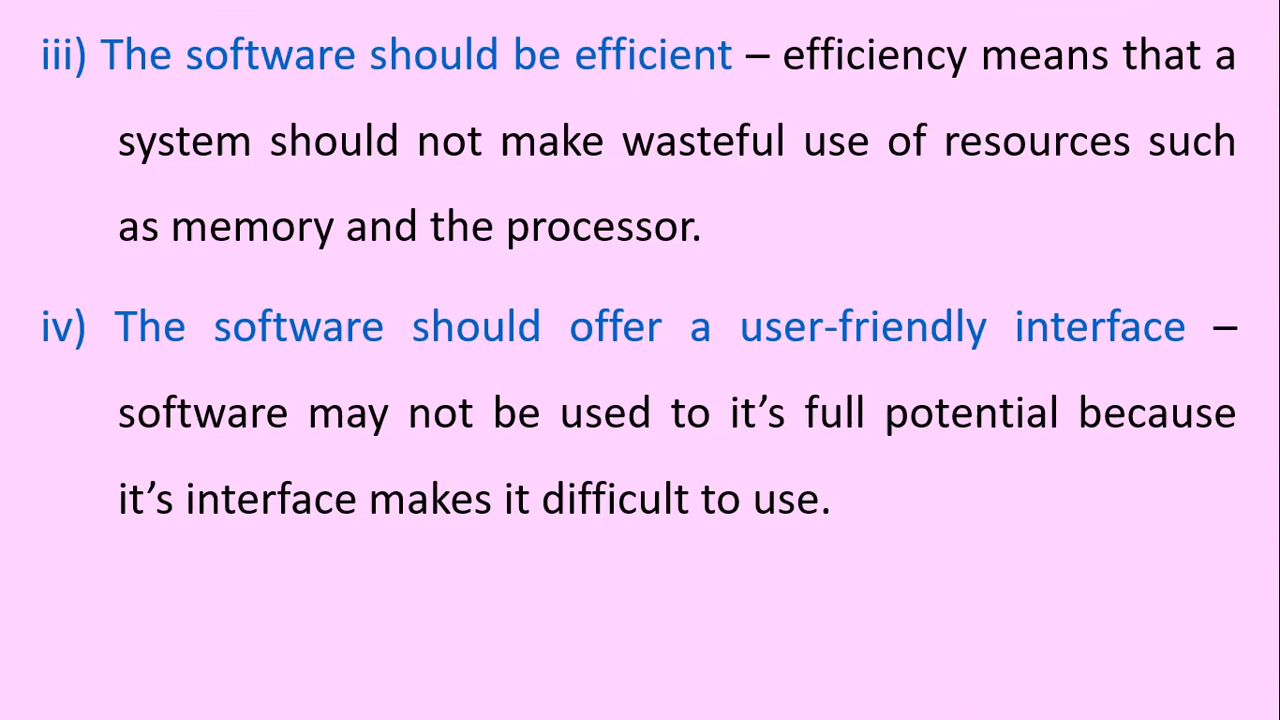 iii) The software should be efficient – efficiency means that a
system should not make wasteful use of resources such
as memory and the processor.
iv) The software should offer a user-friendly interface –
software may not be used to it’s full potential because
it’s interface makes it difficult to use.